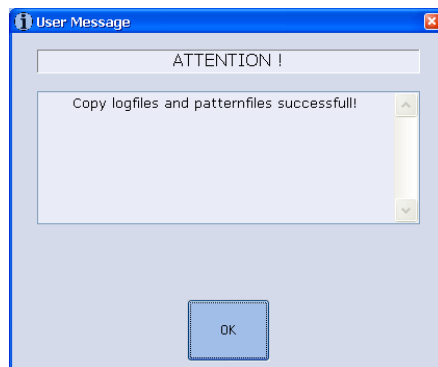 User Message
ATTENTION !
Copy logfiles and patternfiles successfull!
OK